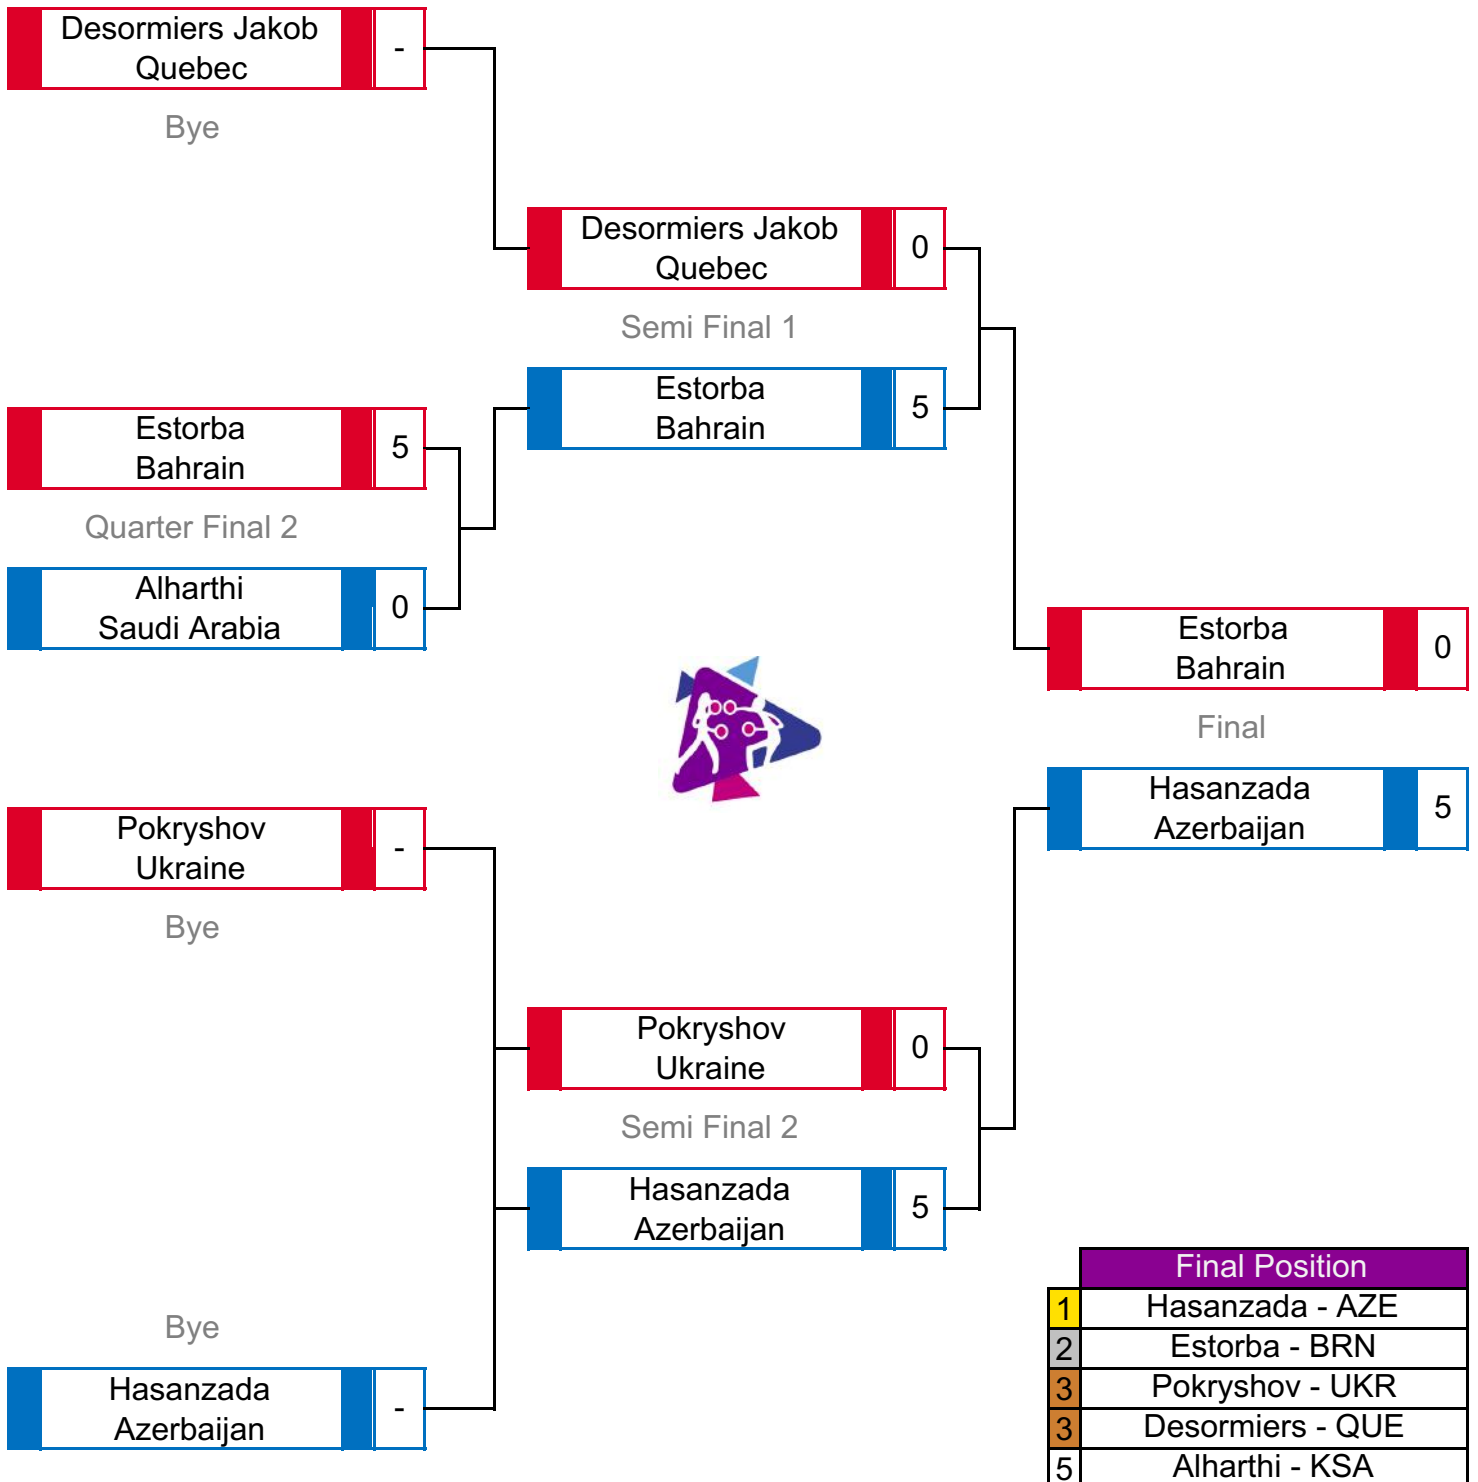 Desormiers Jakob
Quebec
-
Bye
Desormiers Jakob
Quebec
0
Semi Final 1
Estorba
Bahrain
5
Estorba
Bahrain
5
Quarter Final 2
Alharthi
Saudi Arabia
0
Estorba
Bahrain
0
Final
Hasanzada
Azerbaijan
5
Pokryshov
Ukraine
-
Bye
Pokryshov
Ukraine
0
Semi Final 2
Hasanzada
Azerbaijan
5
Bye
Hasanzada
Azerbaijan
-
Final Position
1 Hasanzada - AZE
2 Estorba - BRN
3 Pokryshov - UKR
3 Desormiers - QUE
5 Alharthi - KSA